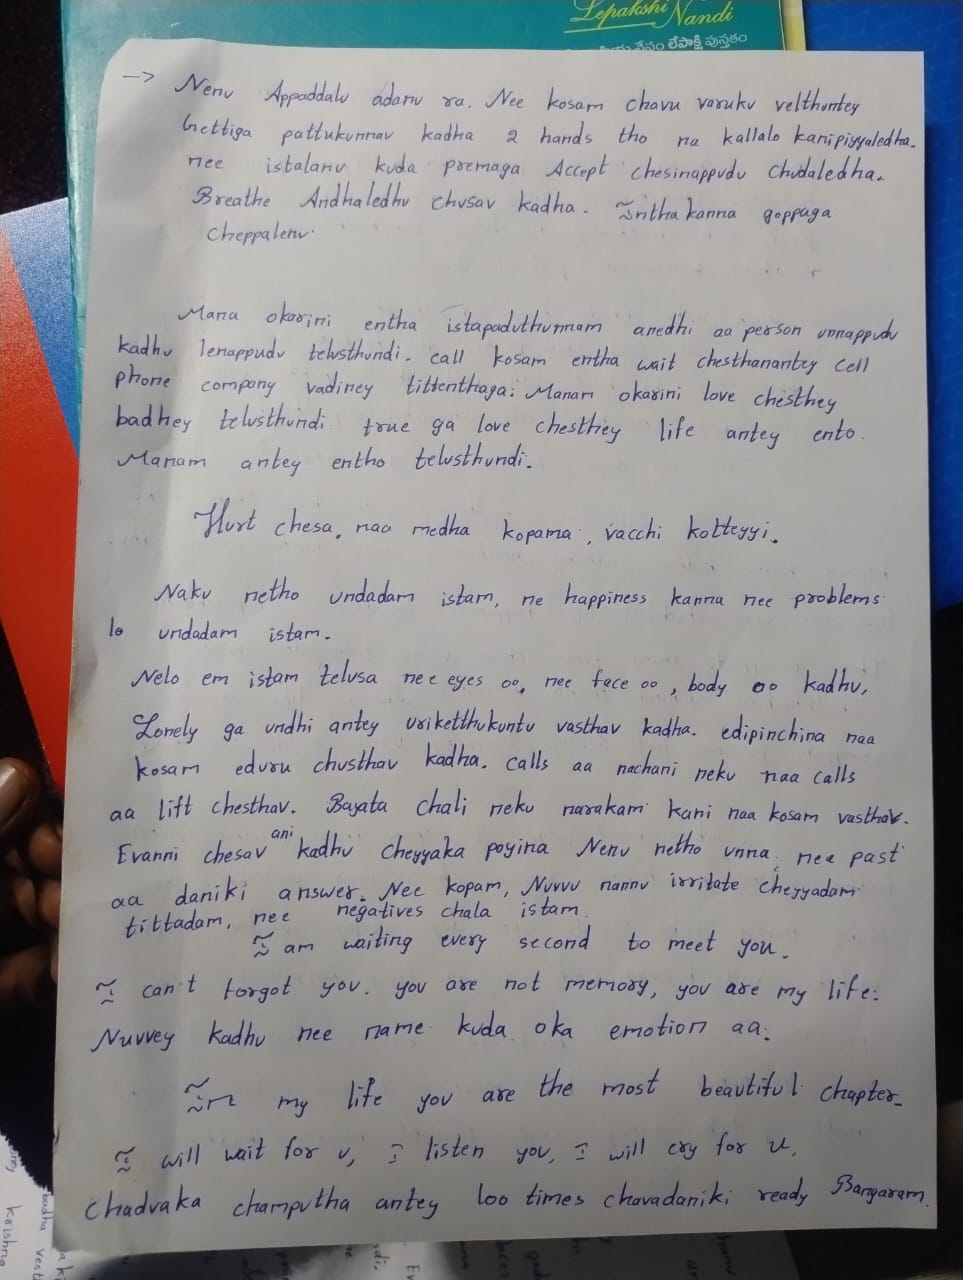 Lepakshi Nandi
నేనం లేపాక్షి పుస్తకం
→ Nenu Appaddalu adanu ra. Nee kosam chavu varuku velthuntey
Gettiga pattukunnav kadha 2 hands tho na kallalo kanipiyyaledha.
nee istalanu kuda premaga Accept chesinappudu chudaledha.
Breathe Andhaledhu chusav kadha. Intha kanna goppaga
cheppalenu.
Mana okarini entha istapaduthunnam anedhi aa person unnappudu
kadhu lenappudu telusthundi. call kosam entha wait chesthanantey cell
phone company vadiney tittenthaga. Manam okarini love chesthey
badhey telusthundi true ga love chesthey life antey ento.
Manam antey entho telusthundi.
Hurt chesa, naa medha kopama, vacchi kotteyyi.
Naku netho undadam istam, ne happiness kanna nee problems
lo undadam istam.
Nelo em istam telusa nee eyes oo, nee face oo, body oo kadhu,
Lonely ga undhi antey usiketthukuntu vasthav kadha. edipinchina naa
kosam eduru chusthav kadha. calls aa nachani neku naa calls
aa lift chesthav. Bayata chali neku narakam kani naa kosam vasthav.
Evanni chesav ani kadhu cheyyaka poyina Nenu netho unna, nee past
aa daniki answer. Nee kopam, Nuvvu nannu irritate cheyyadam
tittadam, nee negatives chala istam.
I am waiting every second to meet you.
I can't forgot you. you are not memory, you are my life.
Nuvvey kadhu nee name kuda oka emotion aa.
In my life you are the most beautiful chapter.
I will wait for u, I listen you, I will cry for u,
Chadvaka champutha antey 100 times chavadaniki ready Bangaram.
krishna